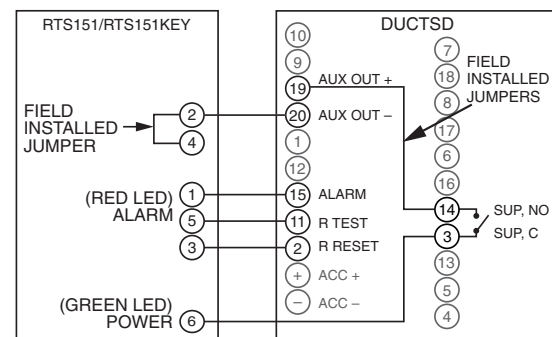 RTS151/RTS151KEY
FIELD
INSTALLED
JUMPER
2
4
(RED LED)
ALARM
1
5
3
(GREEN LED)
POWER
6
DUCTSD
10
9
19 AUX OUT +
20 AUX OUT –
1
12
15 ALARM
11 R TEST
2 R RESET
+ ACC +
– ACC –
FIELD
INSTALLED
JUMPERS
7
18
8
17
6
16
14 SUP, NO
3 SUP, C
13
5
4